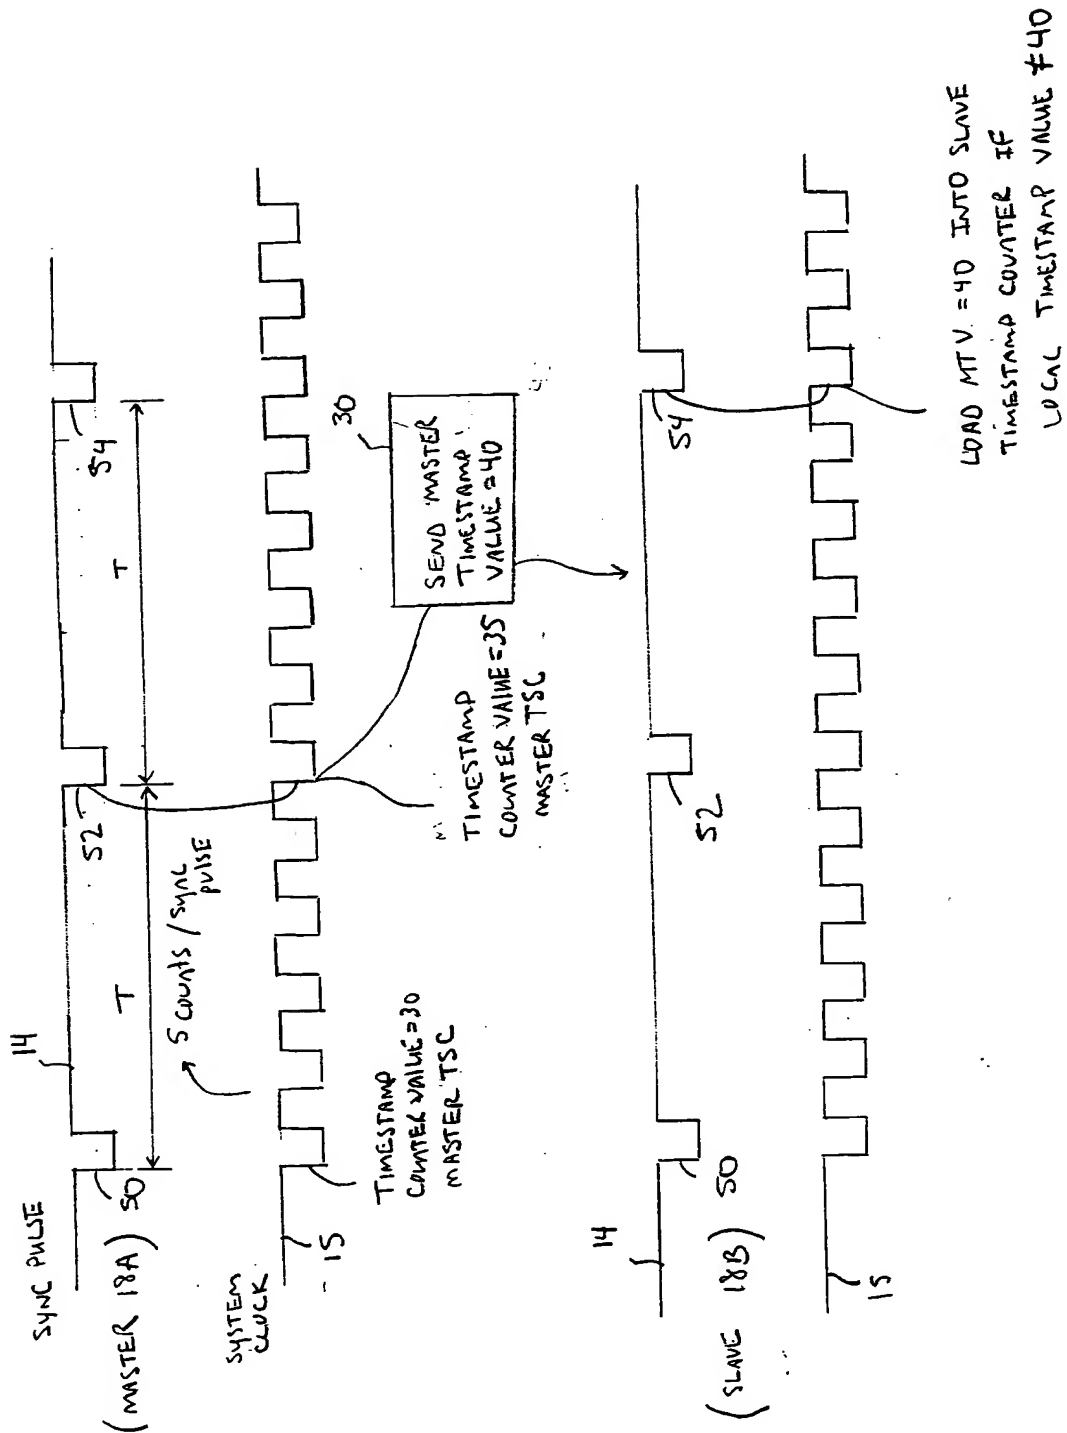 SYNC PULSE
(MASTER 18A)
14
50
52
54
T
T
5 counts / sync
pulse
SYSTEM
CLOCK
15
TIMESTAMP
COUNTER VALUE=30
MASTER TSC
TIMESTAMP
COUNTER VALUE=35
MASTER TSC
30
SEND MASTER
TIMESTAMP
VALUE=40
14
(SLAVE 18B)
50
52
54
15
LOAD MTV =40 INTO SLAVE
TIMESTAMP COUNTER IF
LOCAL TIMESTAMP VALUE ≠40